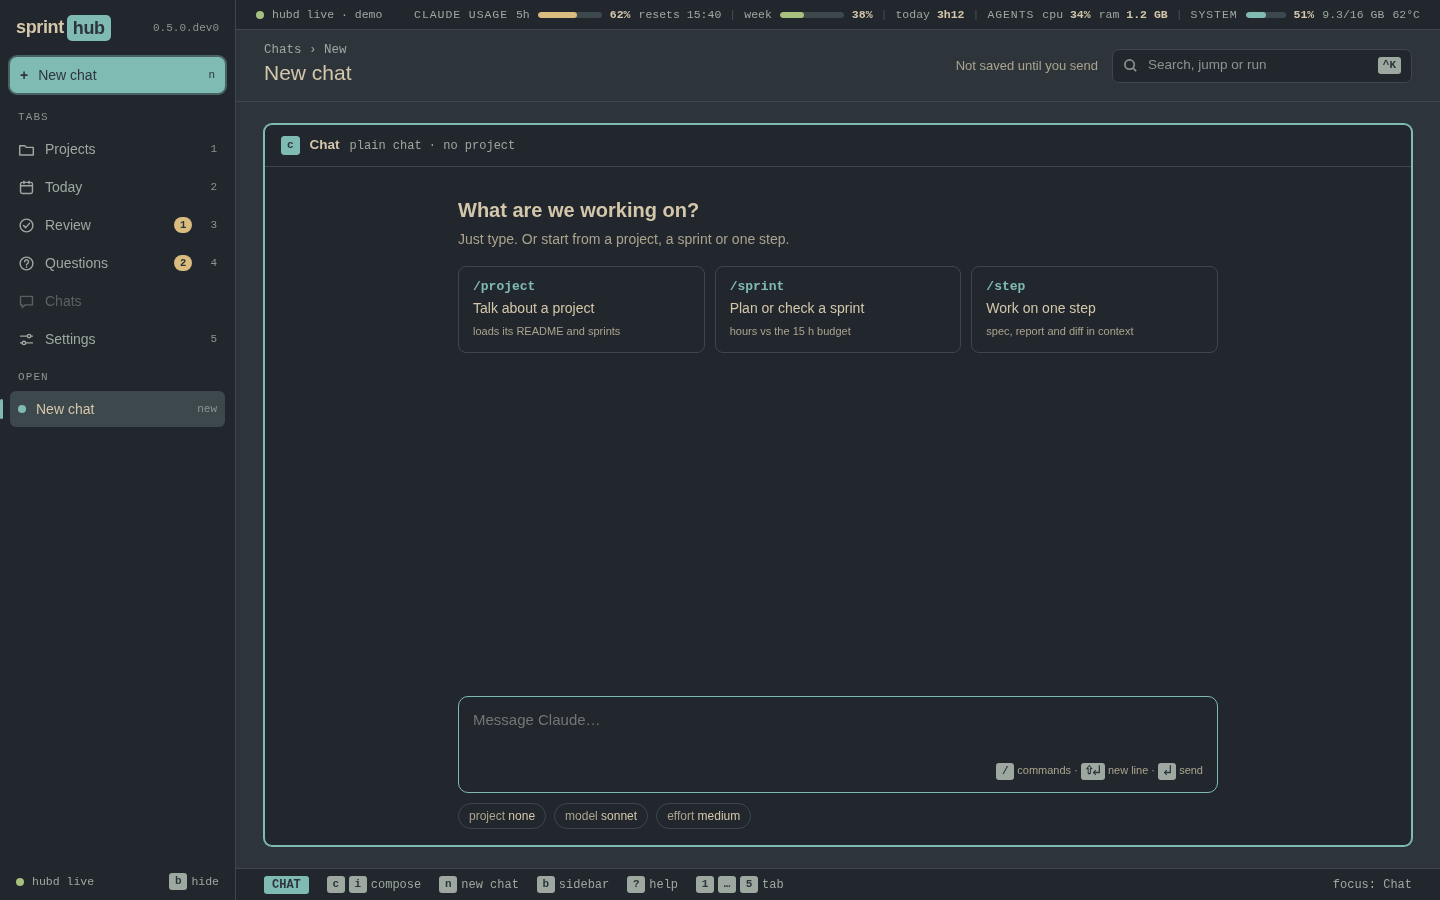 sprint hub 0.5.0.dev0
+ New chat n
TABS
Projects 1
Today 2
Review 1 3
Questions 2 4
Chats
Settings 5
OPEN
New chat new
hubd live b hide
hubd live · demo CLAUDE USAGE 5h 62% resets 15:40 | week 38% | today 3h12 | AGENTS cpu 34% ram 1.2 GB | SYSTEM 51% 9.3/16 GB 62°C
Chats › New
New chat
Not saved until you send
Search, jump or run ^K
c Chat plain chat · no project
What are we working on?
Just type. Or start from a project, a sprint or one step.
/project
Talk about a project
loads its README and sprints
/sprint
Plan or check a sprint
hours vs the 15 h budget
/step
Work on one step
spec, report and diff in context
Message Claude…
/ commands · ⇧↲ new line · ↲ send
project none
model sonnet
effort medium
CHAT c i compose n new chat b sidebar ? help 1 … 5 tab focus: Chat